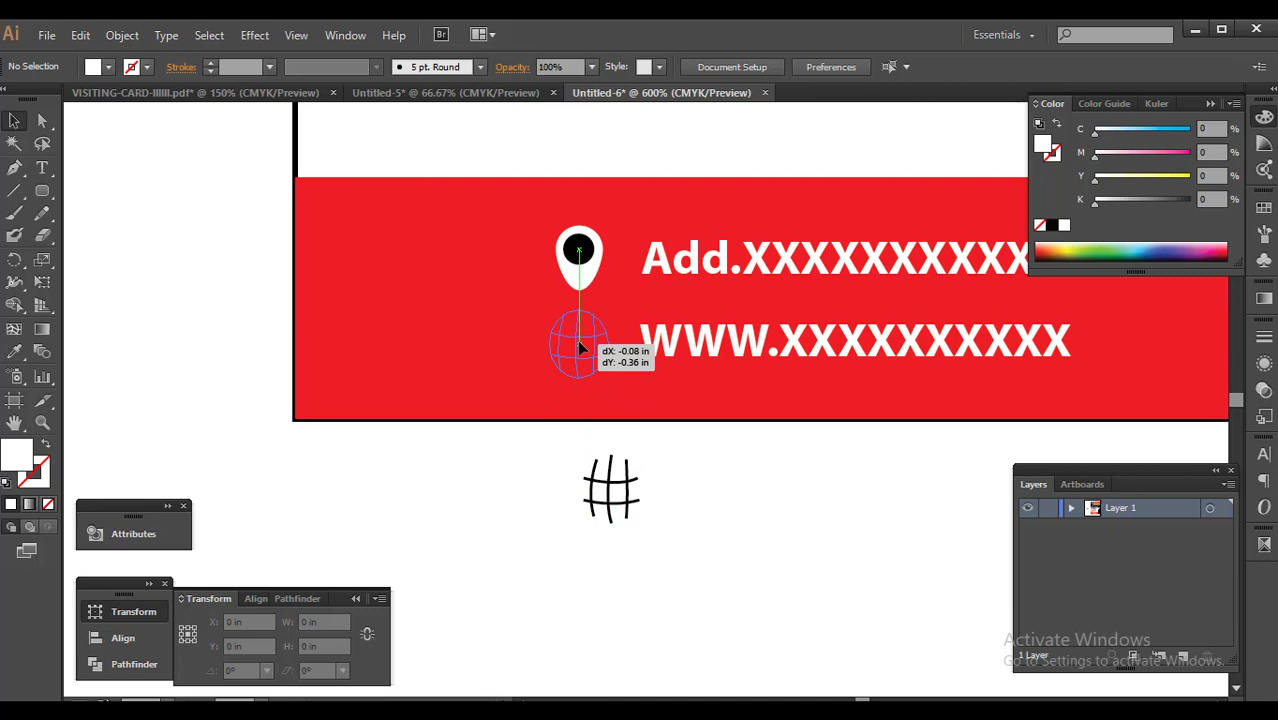 Ai File Edit Object Type Select Effect View Window Help Br Essentials
No Selection Stroke: 5 pt. Round Opacity: 100% Style: Document Setup Preferences
VISITING-CARD-IIIIII.pdf* @ 150% (CMYK/Preview) Untitled-5* @ 66.67% (CMYK/Preview) Untitled-6* @ 600% (CMYK/Preview)
Color Color Guide Kuler
C 0 %
M 0 %
Y 0 %
K 0 %
Add.XXXXXXXXXX
WWW.XXXXXXXXXXX
dX: -0.08 in
dY: -0.36 in
Layers Artboards
Layer 1
Attributes
Transform
Align
Pathfinder
Transform Align Pathfinder
X: 0 in W: 0 in
Y: 0 in H: 0 in
0° 0°
Activate Windows
Go to Settings to activate Windows.
1 Layer